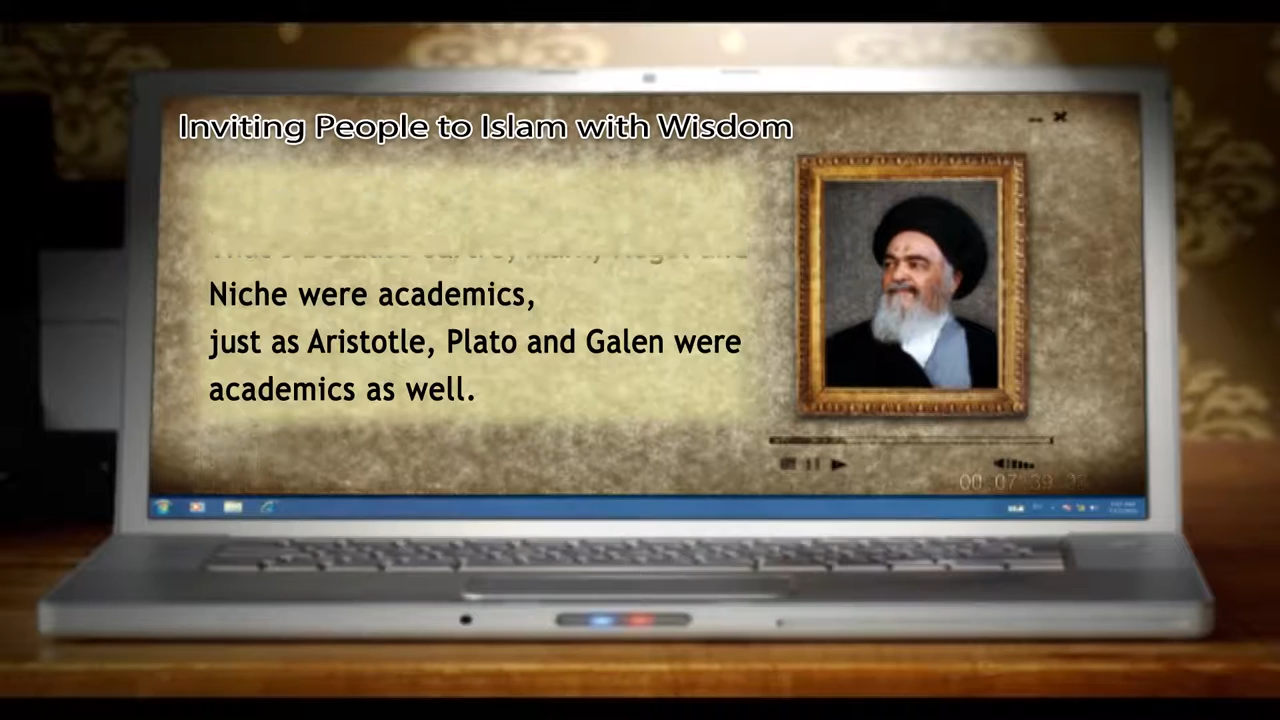 Inviting People to Islam with Wisdom
Niche were academics,
just as Aristotle, Plato and Galen were
academics as well.